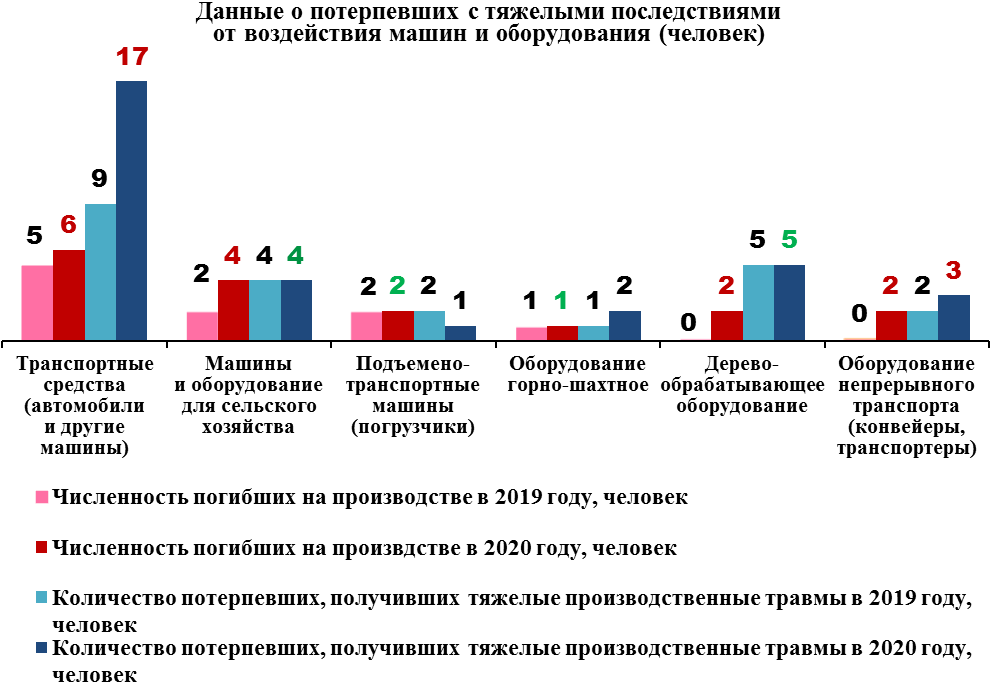 Данные о потерпевших с тяжелыми последствиями
от воздействия машин и оборудования (человек)
17
9
6
5
2
4
4
4
2
2
2
1
1
1
1
2
0
2
5
5
0
2
2
3
Транспортные
средства
(автомобили
и другие
машины)
Машины
и оборудование
для сельского
хозяйства
Подъемено-
транспортные
машины
(погрузчики)
Оборудование
горно-шахтное
Дерево-
обрабатывающее
оборудование
Оборудование
непрерывного
транспорта
(конвейеры,
транспортеры)
Численность погибших на производстве в 2019 году, человек
Численность погибших на произвдстве в 2020 году, человек
Количество потерпевших, получивших тяжелые производственные травмы в 2019 году,
человек
Количество потерпевших, получивших тяжелые производственные травмы в 2020 году,
человек